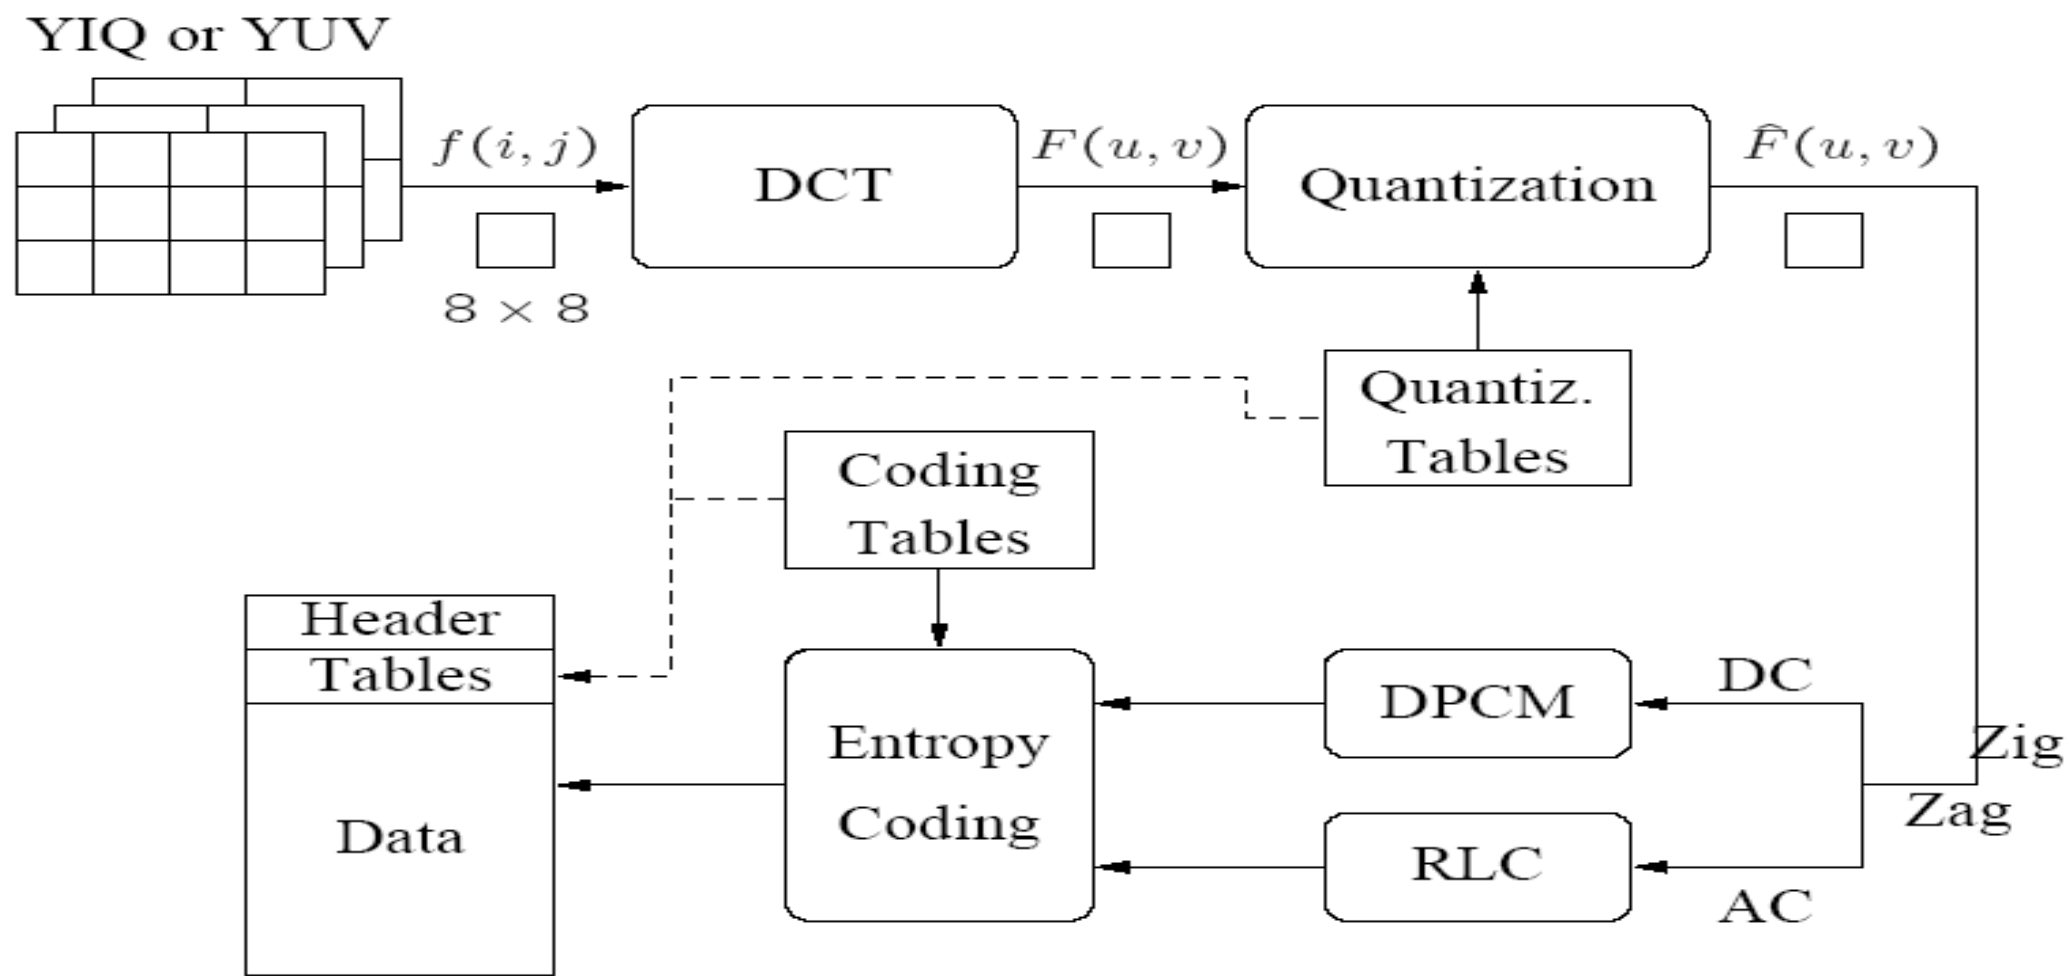 YIQ or YUV
f(i, j)
8 × 8
DCT
F(u, v)
Quantization
F̂(u, v)
Quantiz.
Tables
Coding
Tables
Header
Tables
Data
Entropy
Coding
DPCM
DC
RLC
AC
Zig
Zag